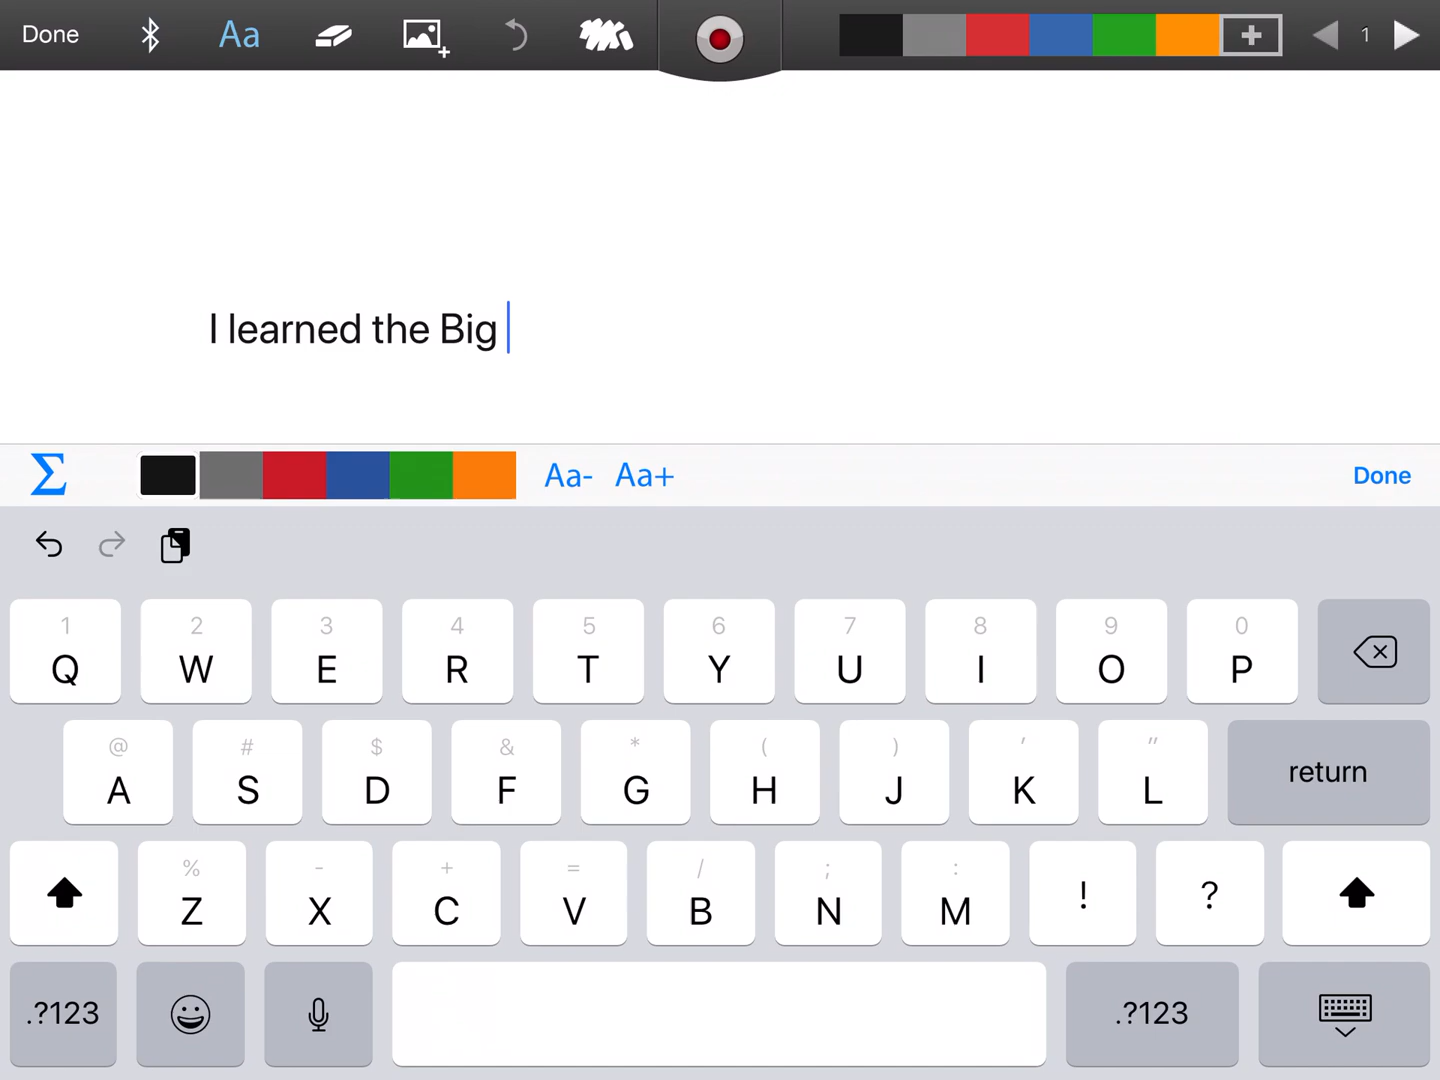 Done Aa 1
I learned the Big
Σ Aa- Aa+ Done
1 2 3 4 5 6 7 8 9 0
Q W E R T Y U I O P
@ # $ & * ( ) ' "
A S D F G H J K L return
% - + = / ; :
Z X C V B N M ! ?
.?123 .?123